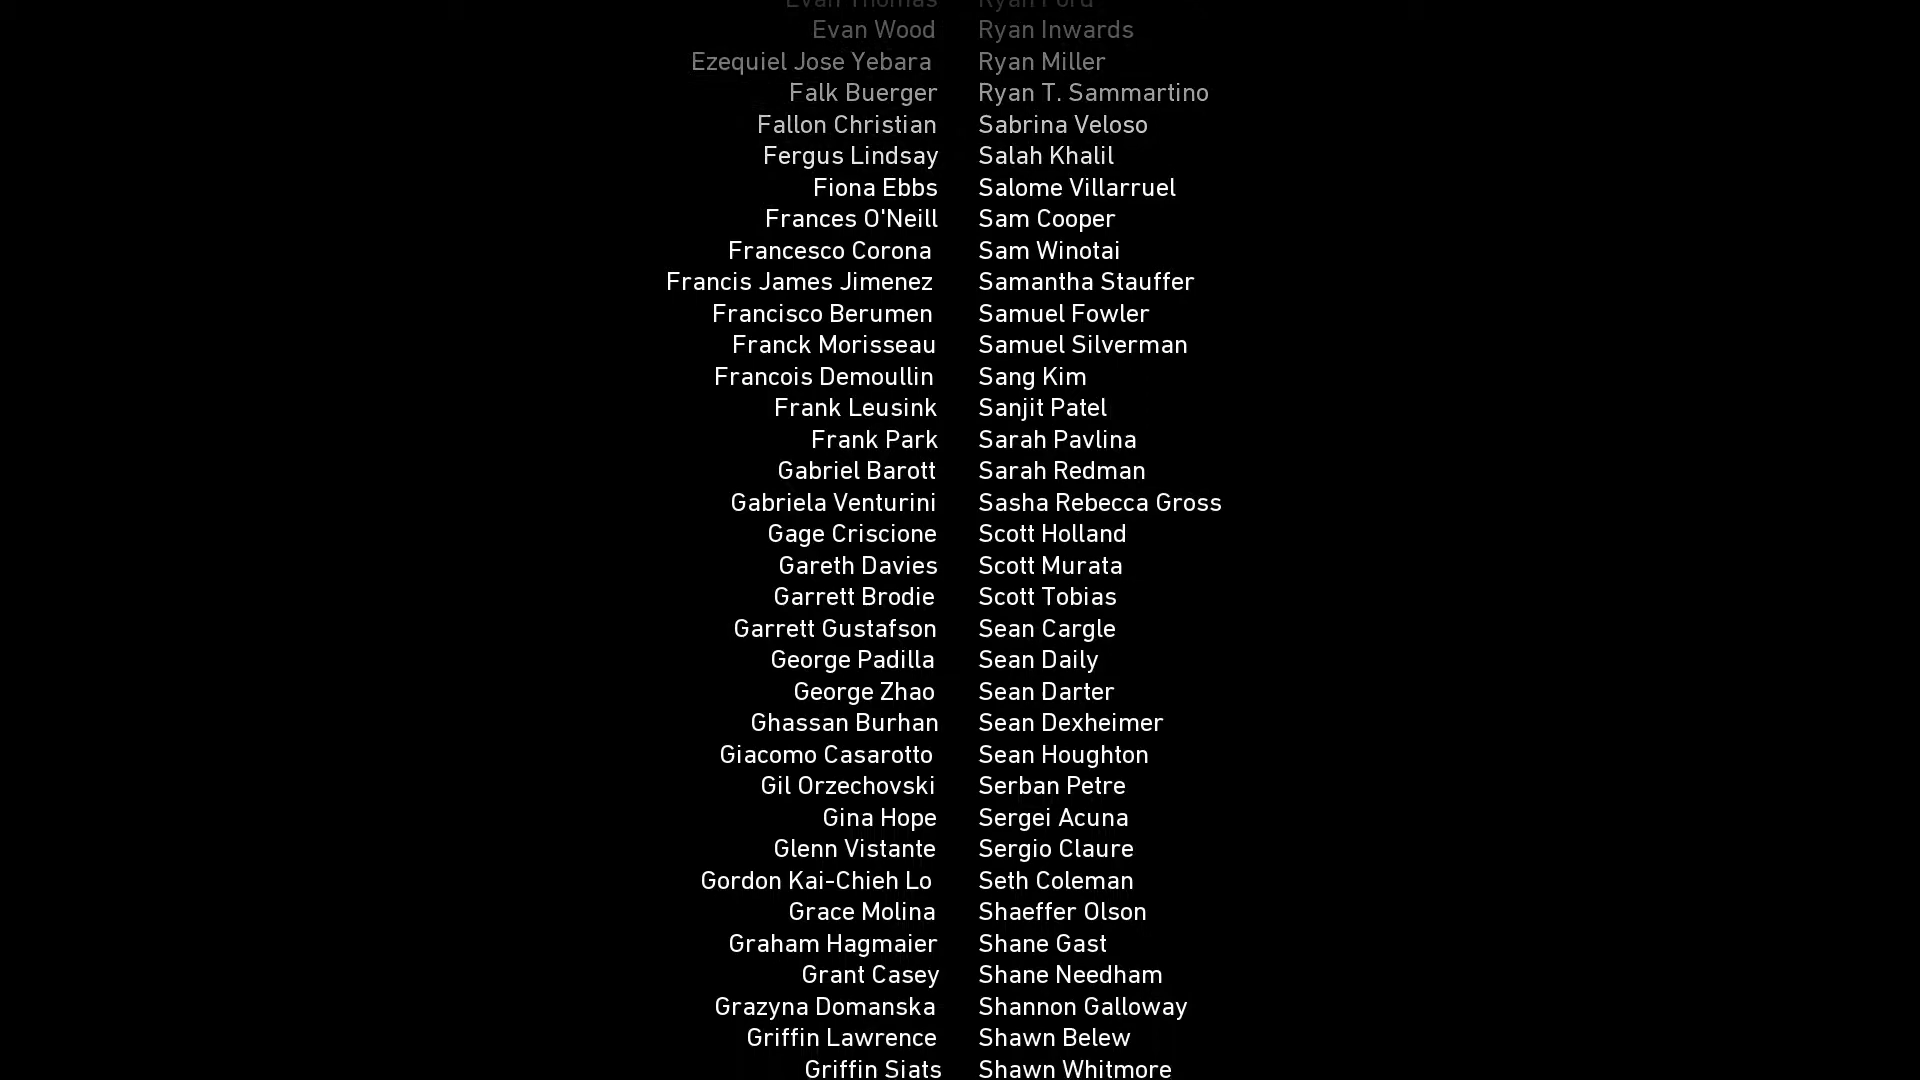 Evan Thomas Ryan Ford
Evan Wood Ryan Inwards
Ezequiel Jose Yebara Ryan Miller
Falk Buerger Ryan T. Sammartino
Fallon Christian Sabrina Veloso
Fergus Lindsay Salah Khalil
Fiona Ebbs Salome Villarruel
Frances O'Neill Sam Cooper
Francesco Corona Sam Winotai
Francis James Jimenez Samantha Stauffer
Francisco Berumen Samuel Fowler
Franck Morisseau Samuel Silverman
Francois Demoullin Sang Kim
Frank Leusink Sanjit Patel
Frank Park Sarah Pavlina
Gabriel Barott Sarah Redman
Gabriela Venturini Sasha Rebecca Gross
Gage Criscione Scott Holland
Gareth Davies Scott Murata
Garrett Brodie Scott Tobias
Garrett Gustafson Sean Cargle
George Padilla Sean Daily
George Zhao Sean Darter
Ghassan Burhan Sean Dexheimer
Giacomo Casarotto Sean Houghton
Gil Orzechovski Serban Petre
Gina Hope Sergei Acuna
Glenn Vistante Sergio Claure
Gordon Kai-Chieh Lo Seth Coleman
Grace Molina Shaeffer Olson
Graham Hagmaier Shane Gast
Grant Casey Shane Needham
Grazyna Domanska Shannon Galloway
Griffin Lawrence Shawn Belew
Griffin Siats Shawn Whitmore